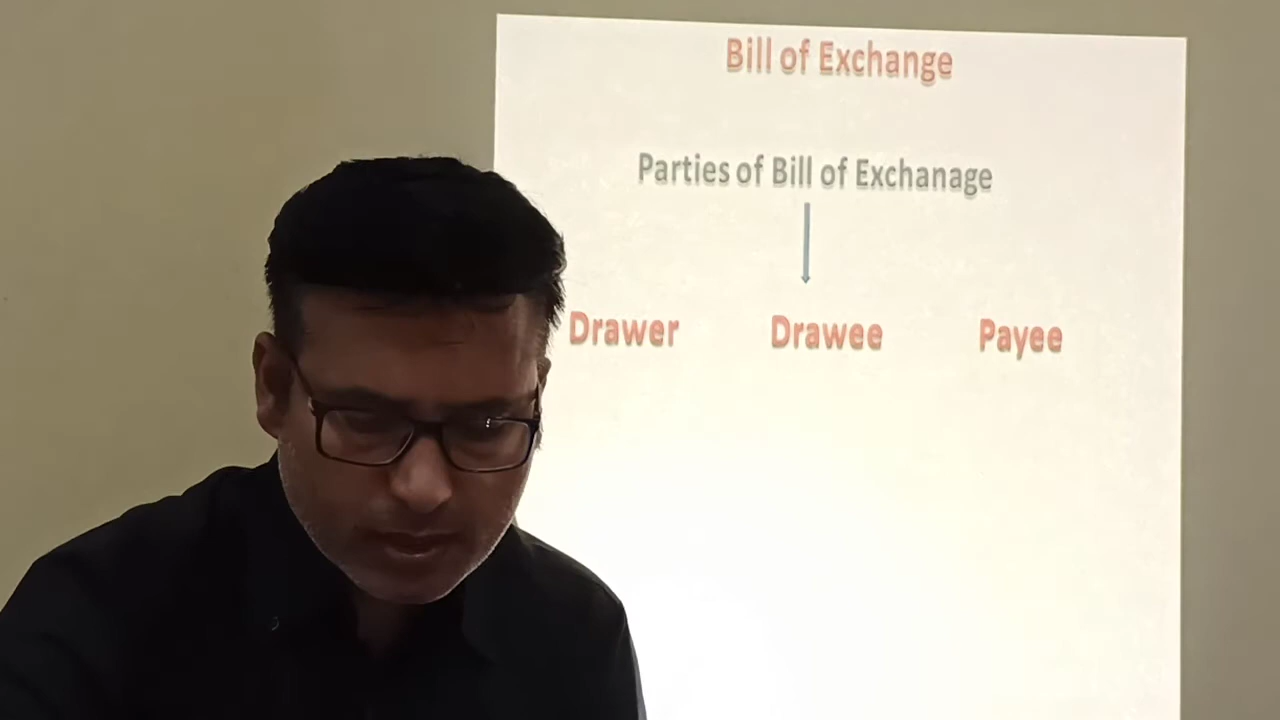 Bill of Exchange
Parties of Bill of Exchanage
Drawer Drawee Payee